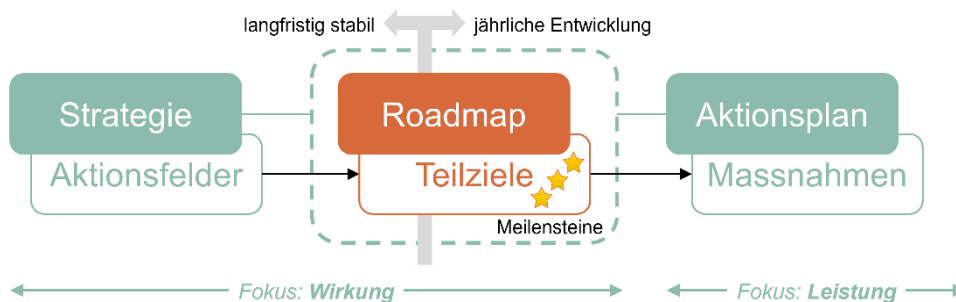 langfristig stabil
jährliche Entwicklung
Strategie
Roadmap
Aktionsplan
Aktionsfelder
Teilziele
Massnahmen
Meilensteine
Fokus: Wirkung
Fokus: Leistung